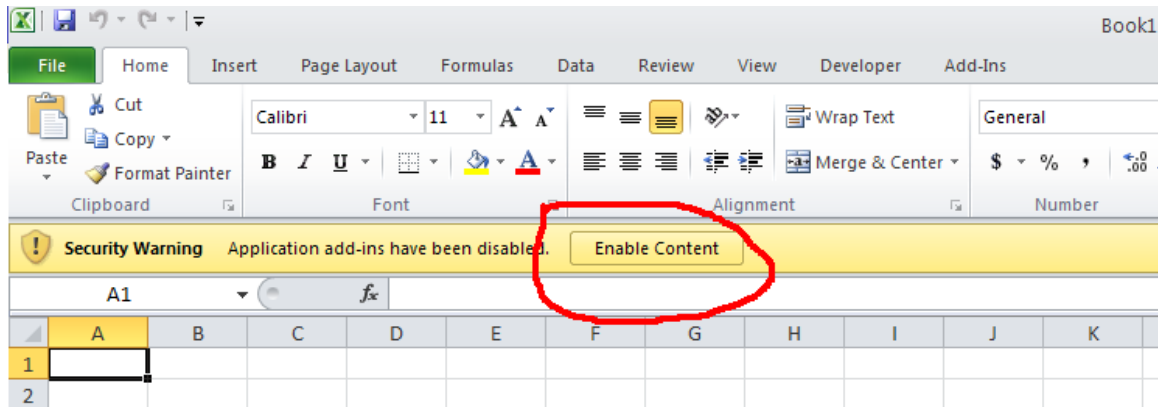 Book1
File Home Insert Page Layout Formulas Data Review View Developer Add-Ins
Cut
Copy
Format Painter
Paste
Calibri 11 A A
Wrap Text
General
B I U A
Merge & Center
$ % , .00
Clipboard Font Alignment Number
! Security Warning Application add-ins have been disabled. Enable Content
A1 fx
A B C D E F G H I J K
1
2